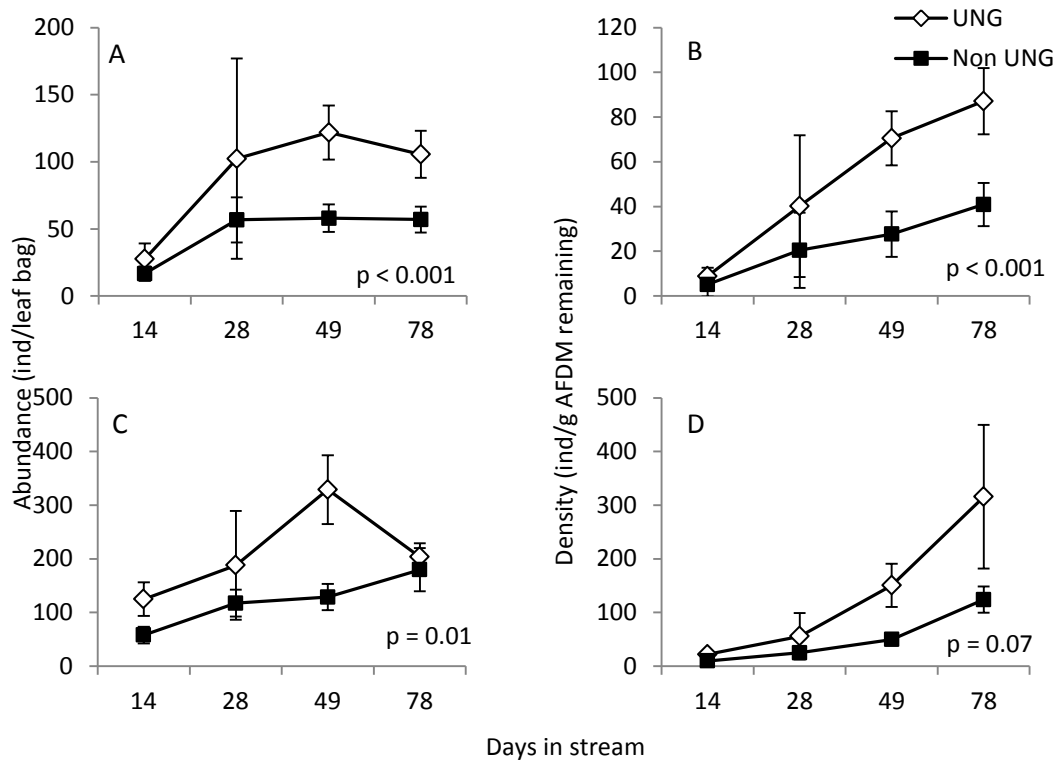 UNG
Non UNG
A
200
150
100
50
0
p < 0.001
14 28 49 78
B
120
100
80
60
40
20
0
p < 0.001
14 28 49 78
Abundance (ind/leaf bag)
Density (ind/g AFDM remaining)
C
500
400
300
200
100
0
p = 0.01
14 28 49 78
D
500
400
300
200
100
0
p = 0.07
14 28 49 78
Days in stream